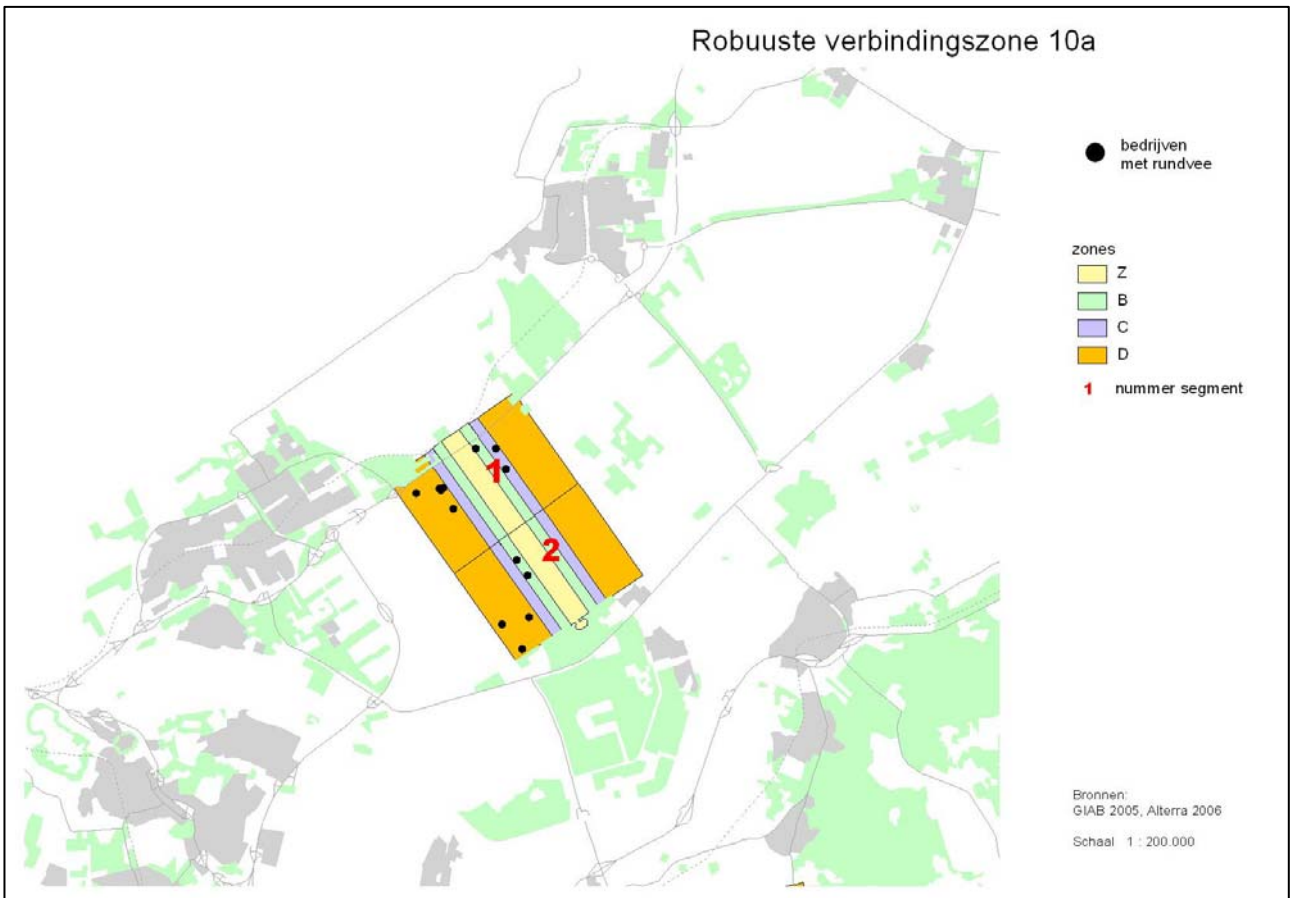 Robuuste verbindingszone 10a
bedrijven
met rundvee
zones
Z
B
C
D
1 nummer segment
1
2
Bronnen:
GIAB 2005, Alterra 2006
Schaal 1 : 200.000